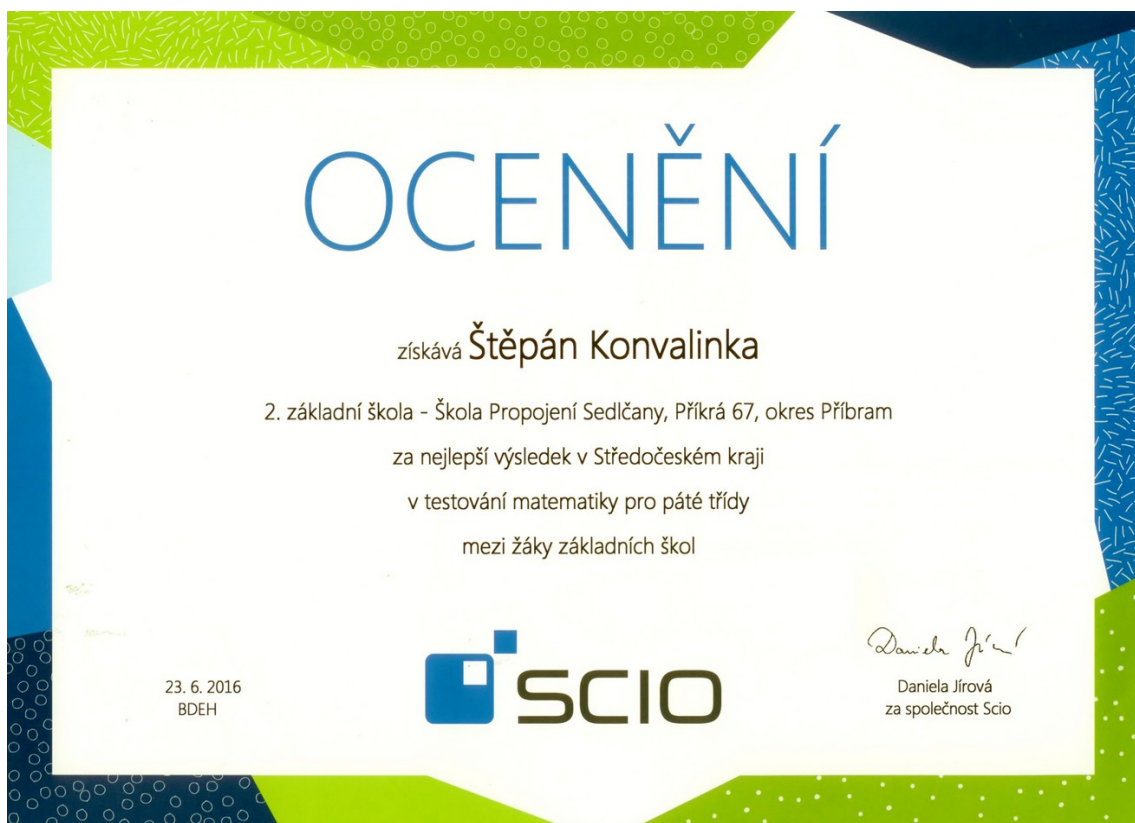 OCENĚNÍ
získává Štěpán Konvalinka
2. základní škola - Škola Propojení Sedlčany, Příkrá 67, okres Příbram
za nejlepší výsledek v Středočeském kraji
v testování matematiky pro páté třídy
mezi žáky základních škol
23. 6. 2016
BDEH
SCIO
Daniela Jírová
Daniela Jírová
za společnost Scio